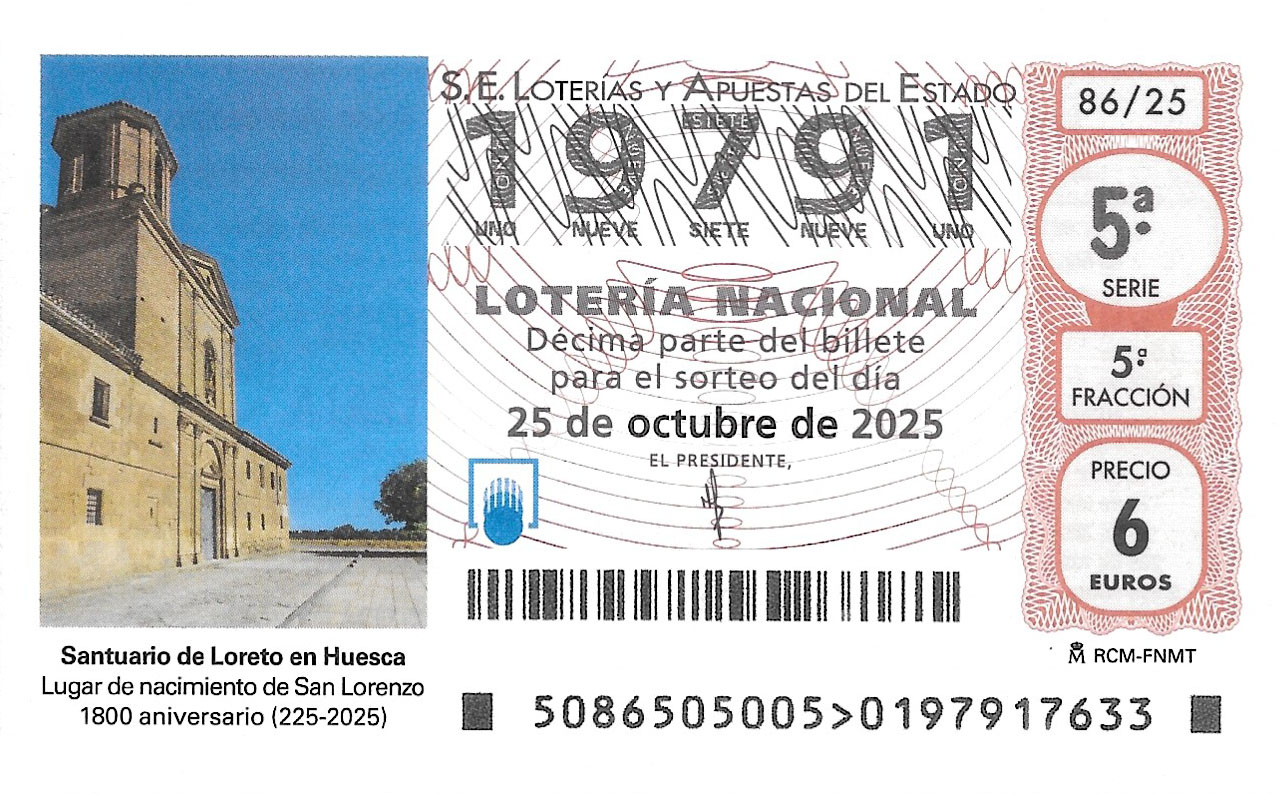 S.E. LOTERÍAS Y APUESTAS DEL ESTADO
19791
UNO NUEVE SIETE NUEVE UNO
LOTERÍA NACIONAL
Décima parte del billete
para el sorteo del día
25 de octubre de 2025
EL PRESIDENTE,
86/25
5ª
SERIE
5ª
FRACCIÓN
PRECIO
6
EUROS
RCM-FNMT
Santuario de Loreto en Huesca
Lugar de nacimiento de San Lorenzo
1800 aniversario (225-2025)
5086505005>0197917633